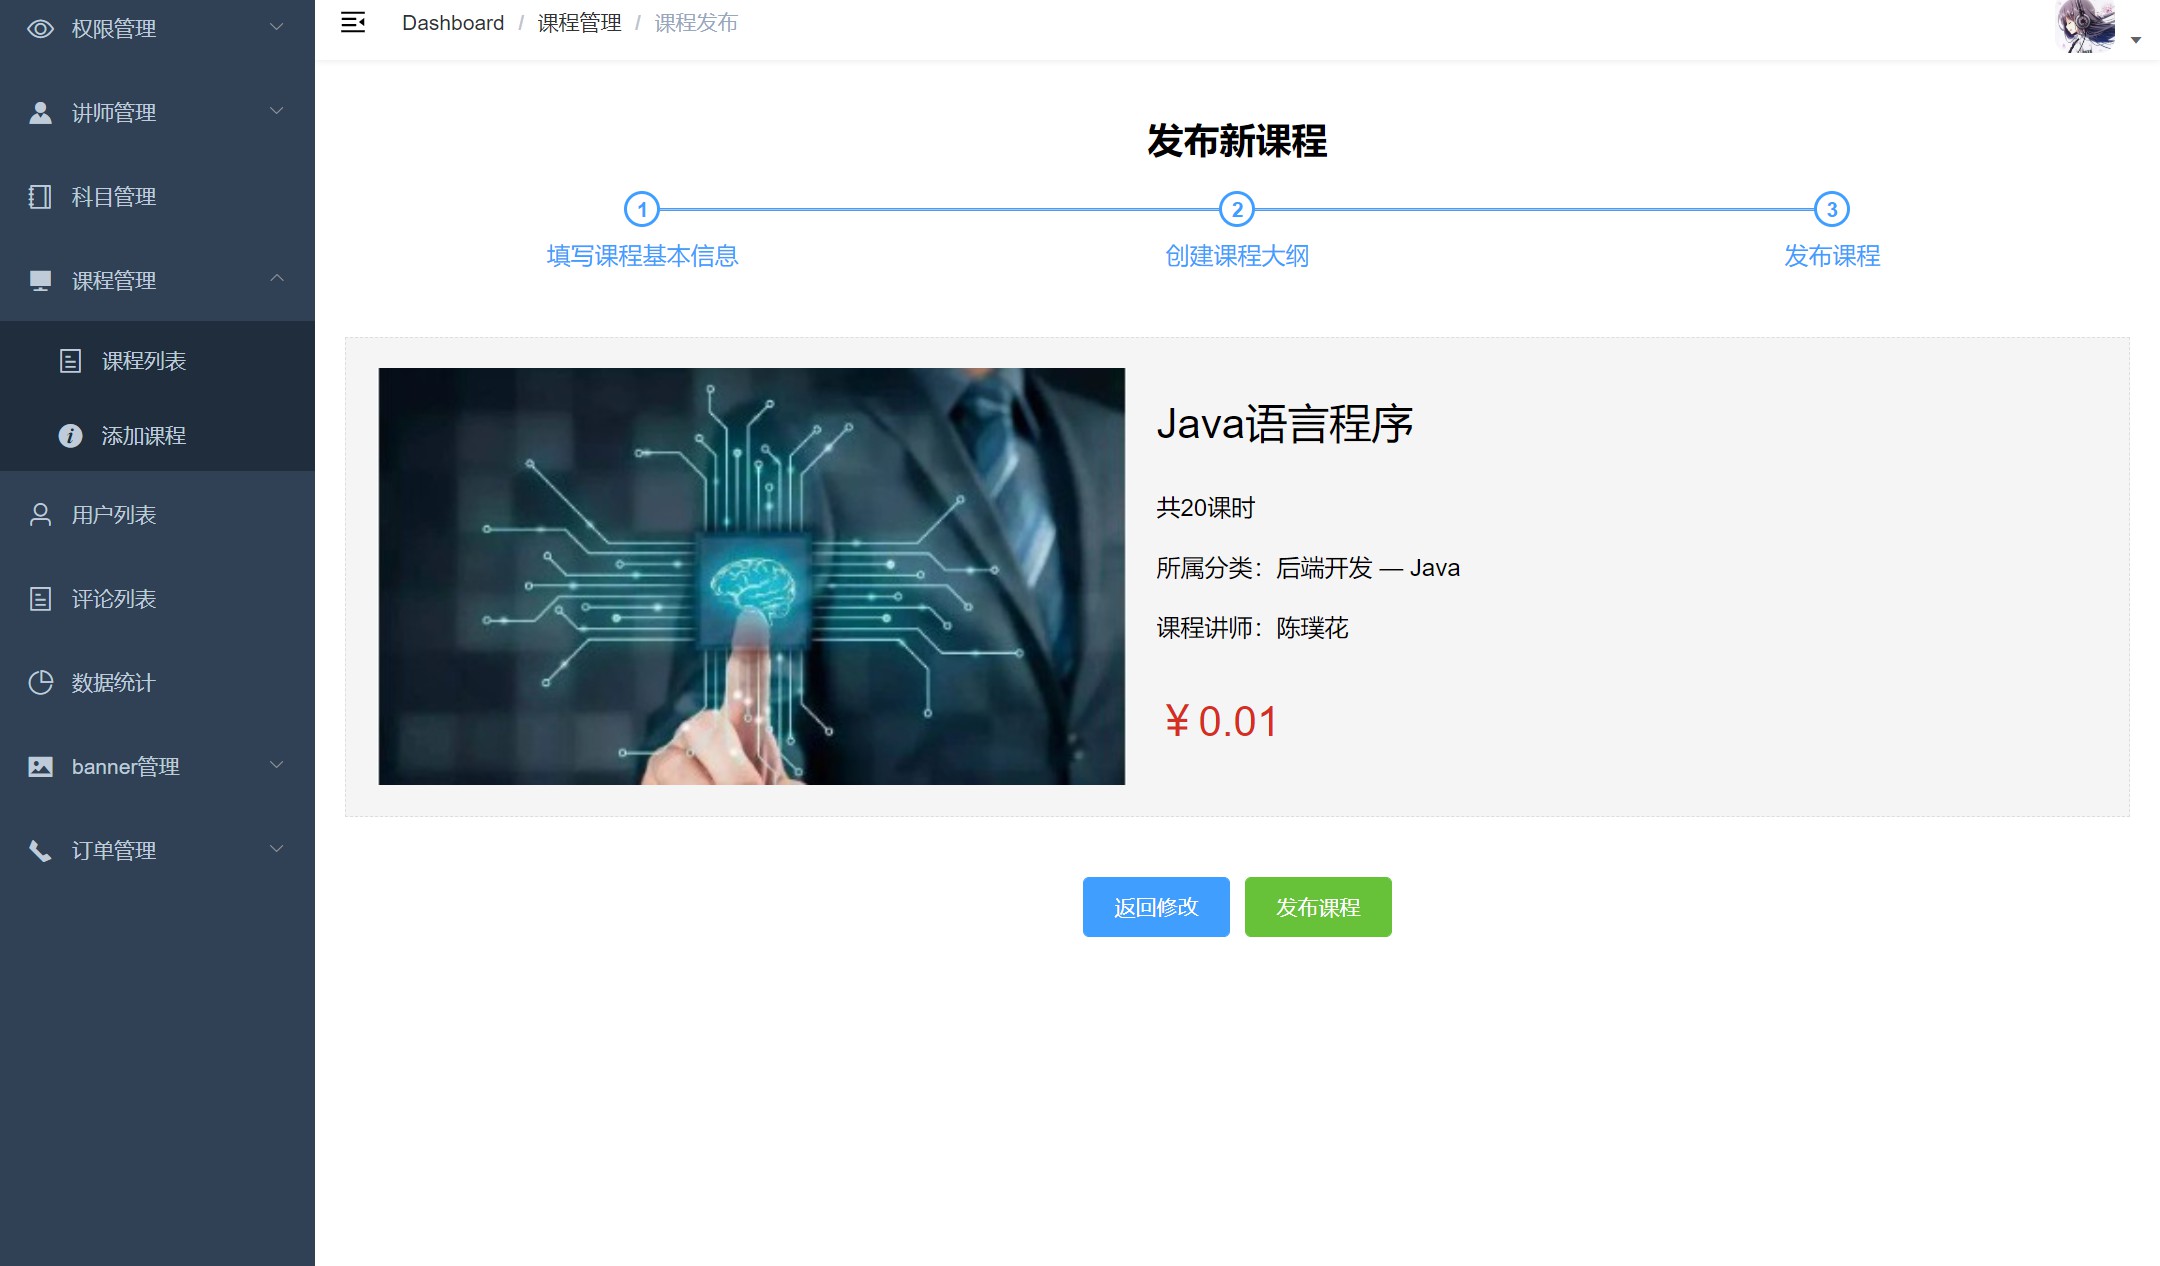 权限管理
讲师管理
科目管理
课程管理
课程列表
添加课程
用户列表
评论列表
数据统计
banner管理
订单管理
Dashboard / 课程管理 / 课程发布
发布新课程
1 2 3
填写课程基本信息 创建课程大纲 发布课程
Java语言程序
共20课时
所属分类：后端开发 — Java
课程讲师：陈璞花
￥0.01
返回修改 发布课程